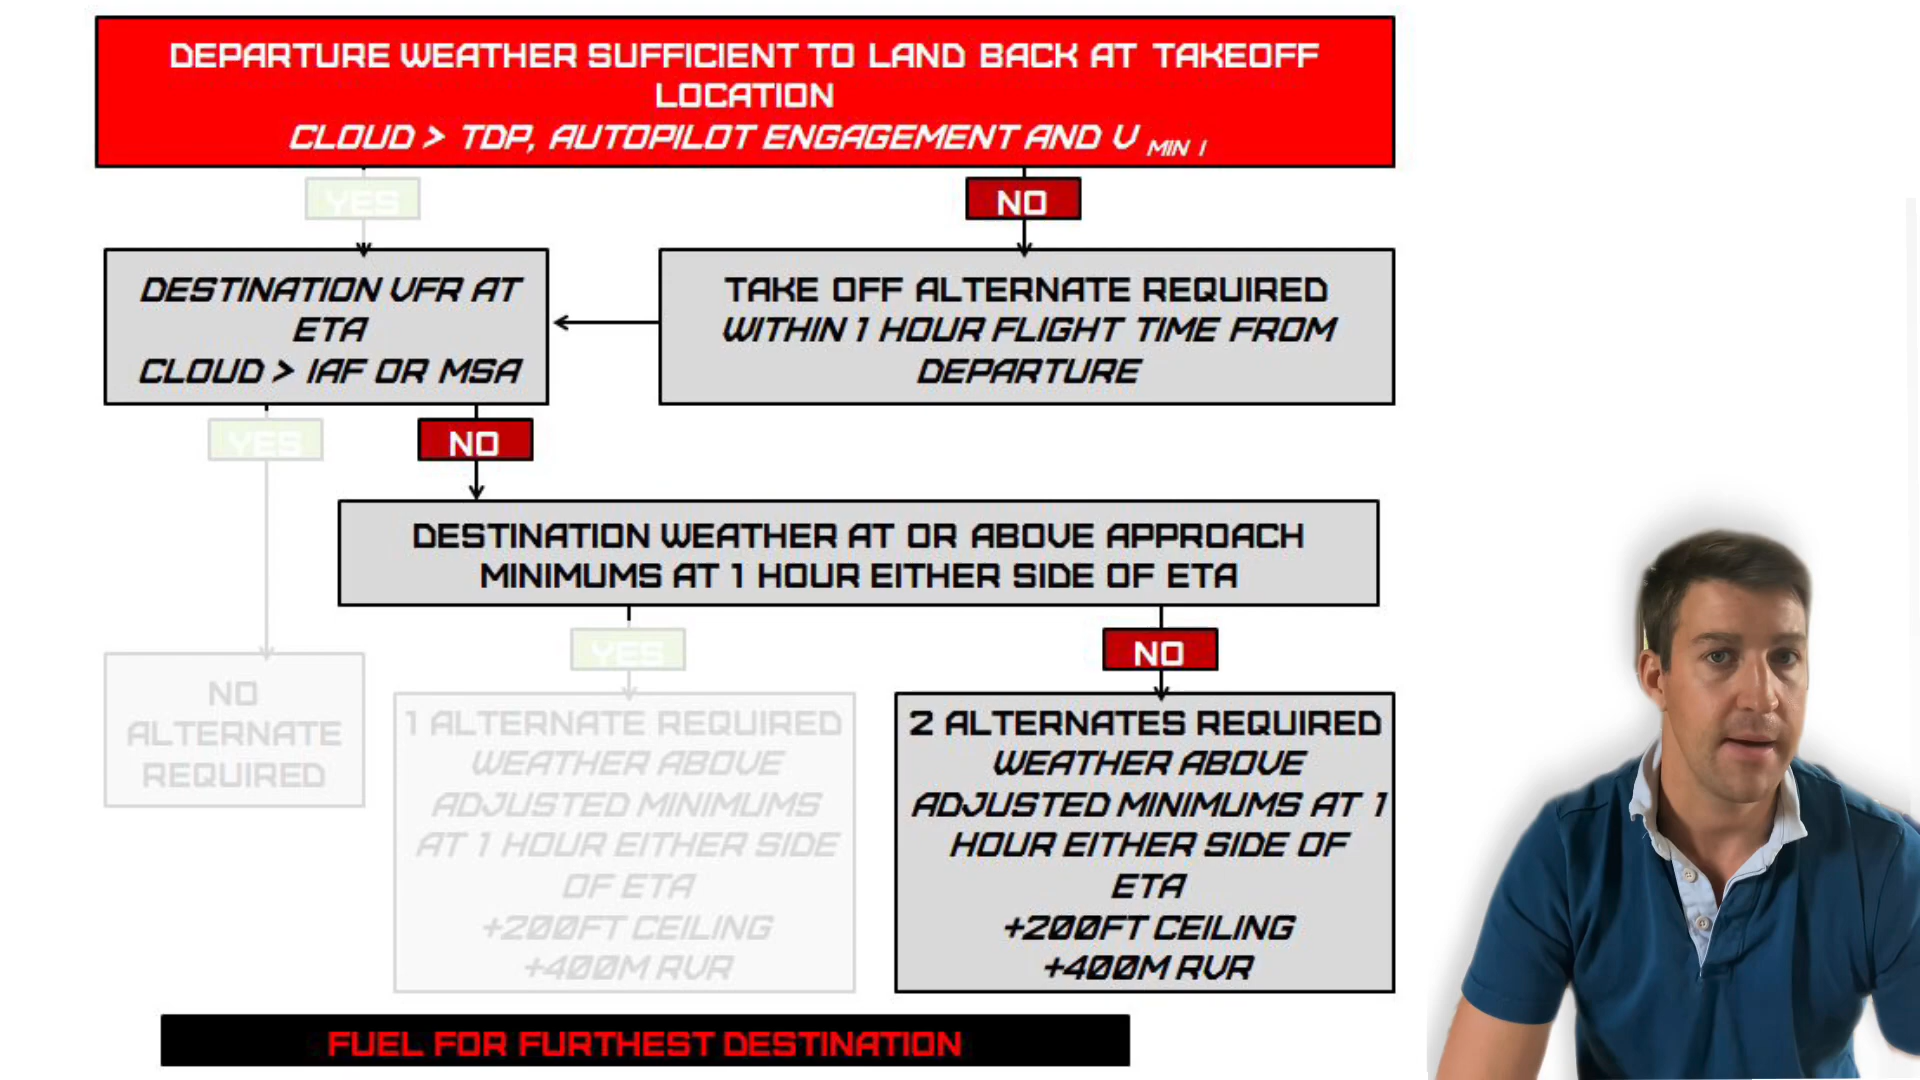 DEPARTURE WEATHER SUFFICIENT TO LAND BACK AT TAKEOFF
LOCATION
CLOUD > TDP, AUTOPILOT ENGAGEMENT AND V MIN I
YES
NO
DESTINATION VFR AT
ETA
CLOUD > IAF OR MSA
TAKE OFF ALTERNATE REQUIRED
WITHIN 1 HOUR FLIGHT TIME FROM
DEPARTURE
YES
NO
DESTINATION WEATHER AT OR ABOVE APPROACH
MINIMUMS AT 1 HOUR EITHER SIDE OF ETA
YES
NO
NO
ALTERNATE
REQUIRED
1 ALTERNATE REQUIRED
WEATHER ABOVE
ADJUSTED MINIMUMS
AT 1 HOUR EITHER SIDE
OF ETA
+200FT CEILING
+400M RVR
2 ALTERNATES REQUIRED
WEATHER ABOVE
ADJUSTED MINIMUMS AT 1
HOUR EITHER SIDE OF
ETA
+200FT CEILING
+400M RVR
FUEL FOR FURTHEST DESTINATION